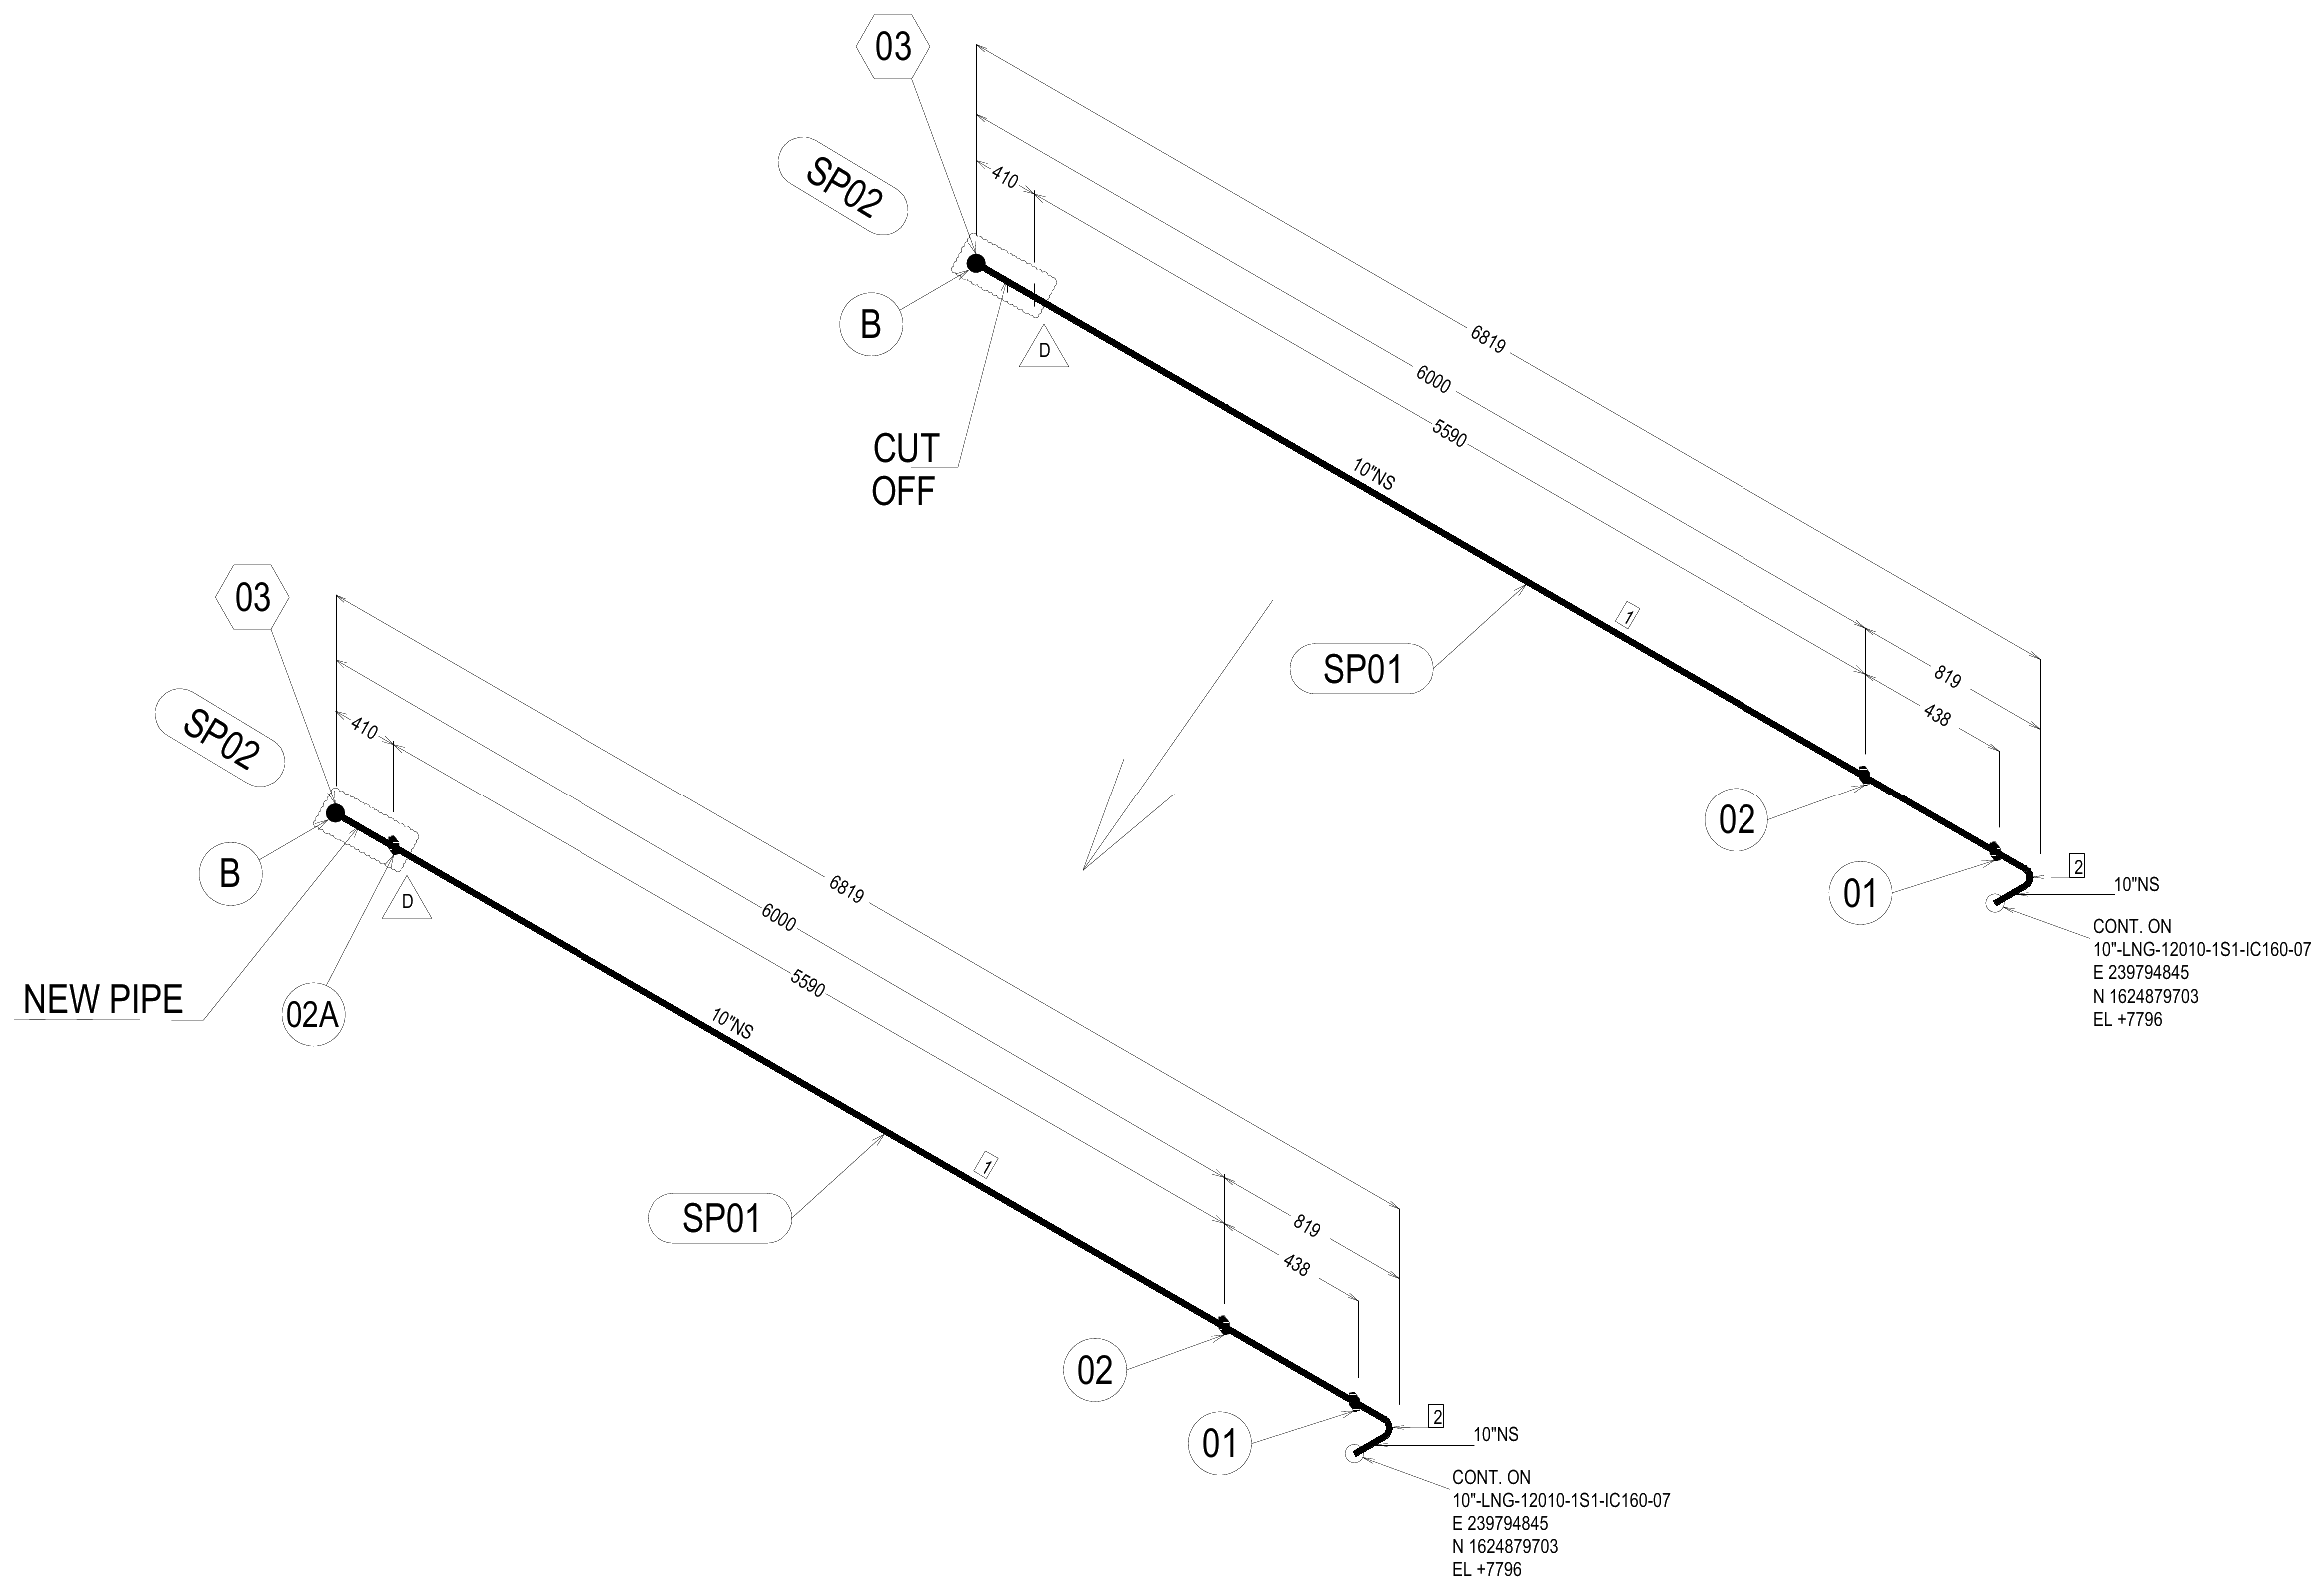 03
SP02
410
B
D
CUT
OFF
6819
6000
5590
10"NS
1
SP01
819
438
02
01
2
10"NS
CONT. ON
10"-LNG-12010-1S1-IC160-07
E 239794845
N 1624879703
EL +7796
03
SP02
410
B
D
NEW PIPE
02A
6819
6000
5590
10"NS
1
SP01
819
438
02
01
2
10"NS
CONT. ON
10"-LNG-12010-1S1-IC160-07
E 239794845
N 1624879703
EL +7796